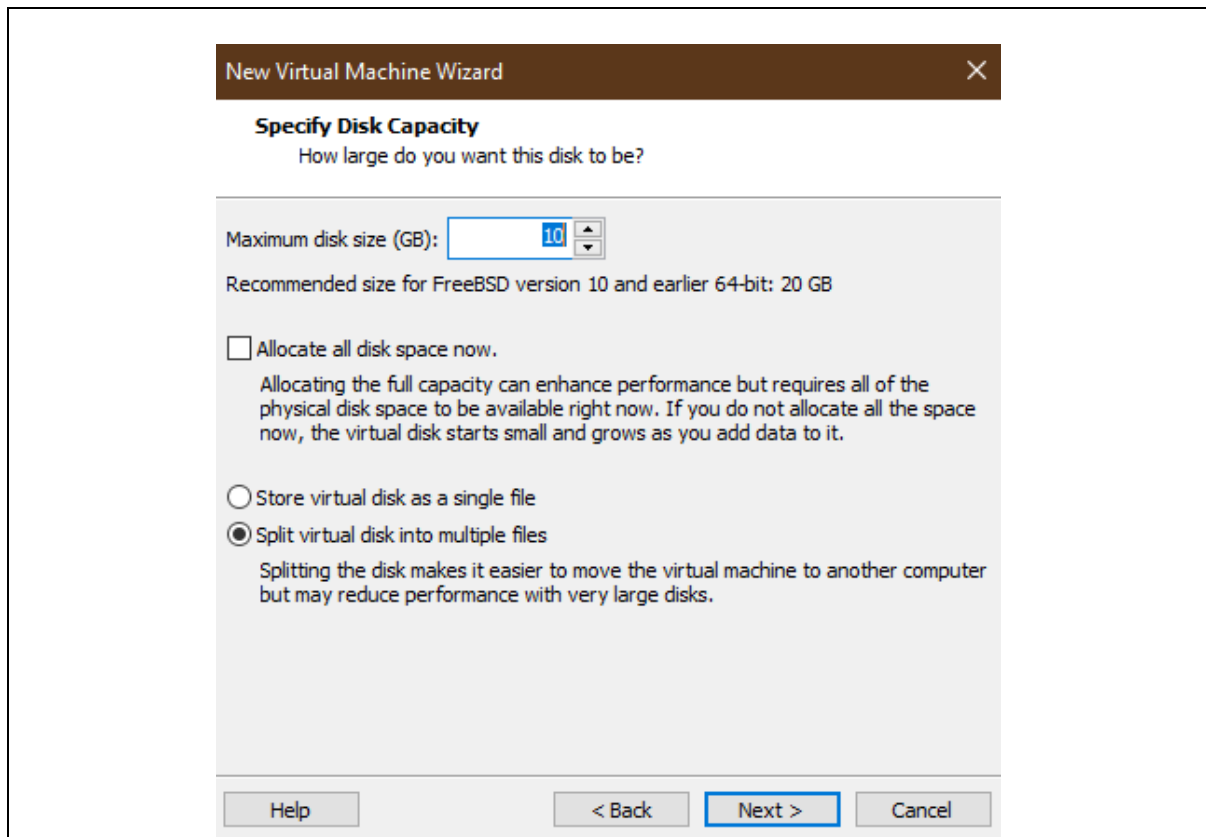 New Virtual Machine Wizard
Specify Disk Capacity
How large do you want this disk to be?
Maximum disk size (GB): 10
Recommended size for FreeBSD version 10 and earlier 64-bit: 20 GB
Allocate all disk space now.
Allocating the full capacity can enhance performance but requires all of the
physical disk space to be available right now. If you do not allocate all the space
now, the virtual disk starts small and grows as you add data to it.
Store virtual disk as a single file
Split virtual disk into multiple files
Splitting the disk makes it easier to move the virtual machine to another computer
but may reduce performance with very large disks.
Help < Back Next > Cancel